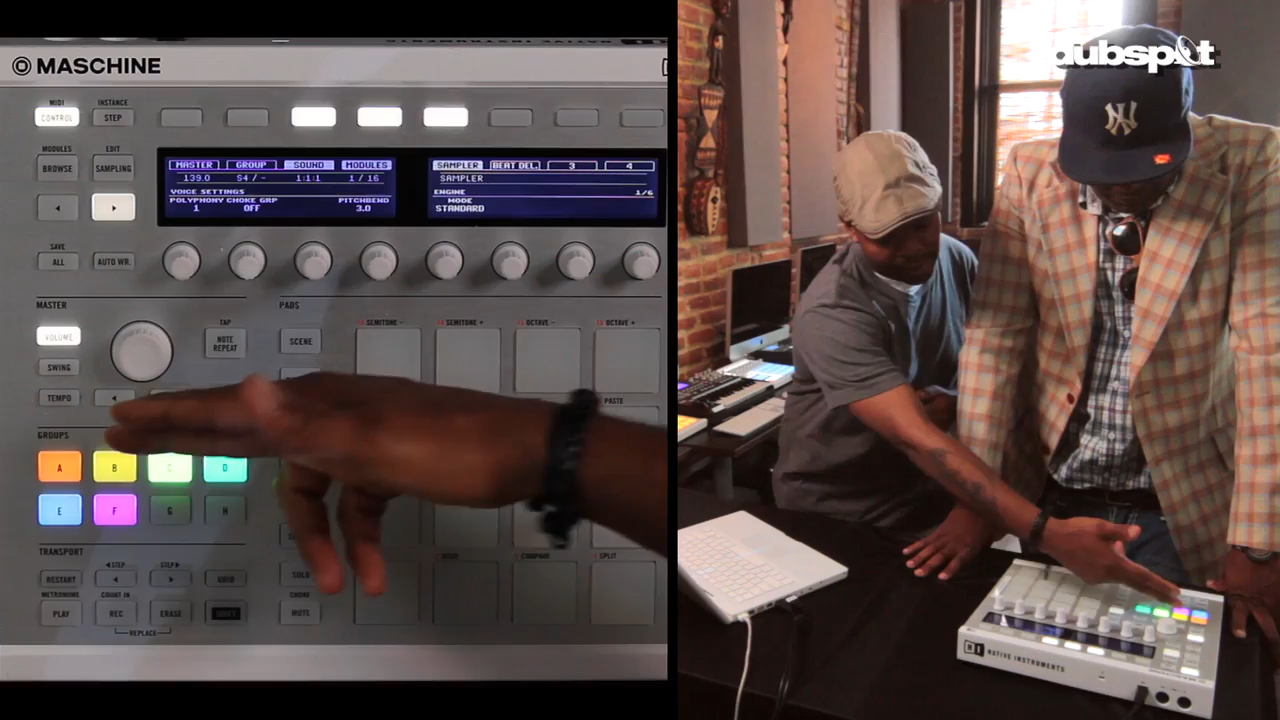 MASCHINE
dubspot
MIDI
INSTANCE
CONTROL
STEP
MODULES
EDIT
BROWSE
SAMPLING
MASTER GROUP SOUND MODULES
139.0 S4 / - 1:1:1 1 / 16
VOICE SETTINGS
POLYPHONY CHOKE GRP PITCHBEND
1 OFF 3.0
SAMPLER BEAT DEL. 3 4
SAMPLER
ENGINE 1/6
MODE
STANDARD
SAVE
ALL
AUTO WR.
MASTER
PADS
VOLUME
TAP
NOTE
REPEAT
SCENE
SEMITONE -
SEMITONE +
OCTAVE -
OCTAVE +
SWING
TEMPO
PASTE
GROUPS
A B C D
E F G H
TRANSPORT
◂STEP
STEP▸
RESTART
GRID
METRONOME
COUNT IN
PLAY
REC
ERASE
SHIFT
REPLACE
SOLO
CHORD
MUTE
COMPARE
SPLIT
NY
NATIVE INSTRUMENTS